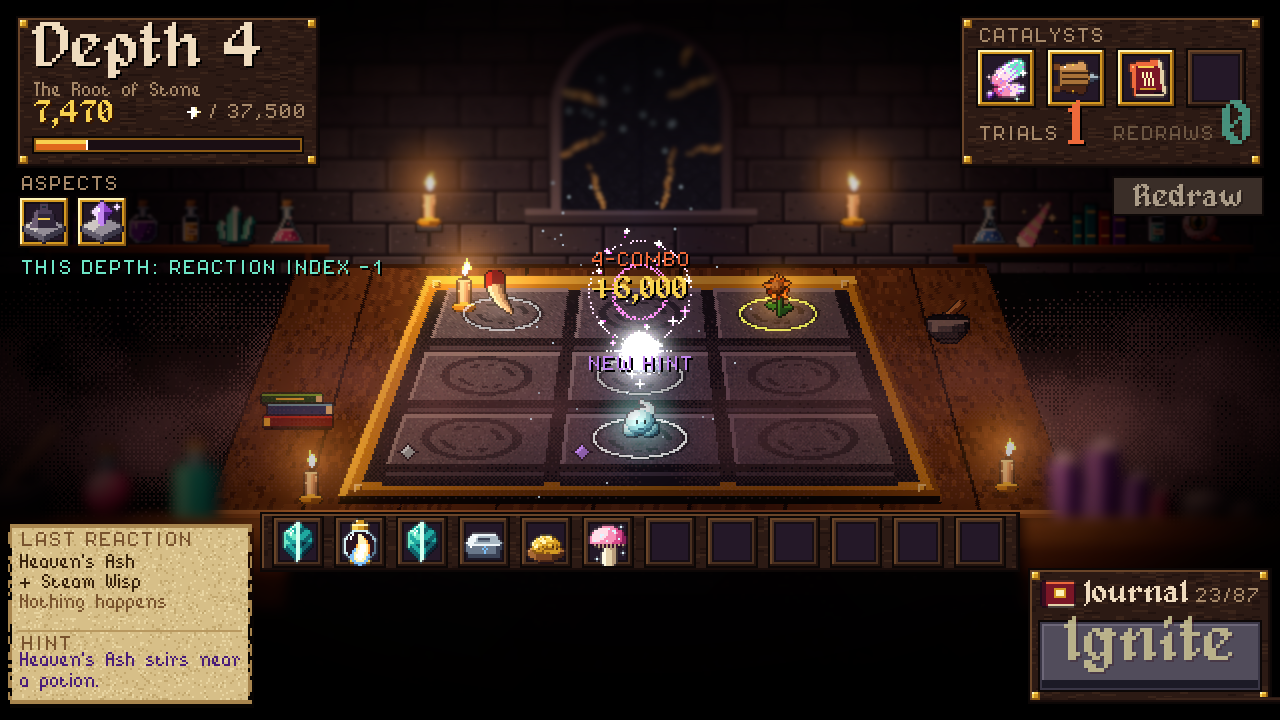 Depth 4
The Root of Stone
7,470 / 37,500
ASPECTS
THIS DEPTH: REACTION INDEX -1
CATALYSTS
TRIALS 1 REDRAWS 0
Redraw
4-COMBO
+6,000
NEW HINT
LAST REACTION
Heaven's Ash
+ Steam Wisp
Nothing happens
HINT
Heaven's Ash stirs near
a potion.
Journal 23/87
Ignite